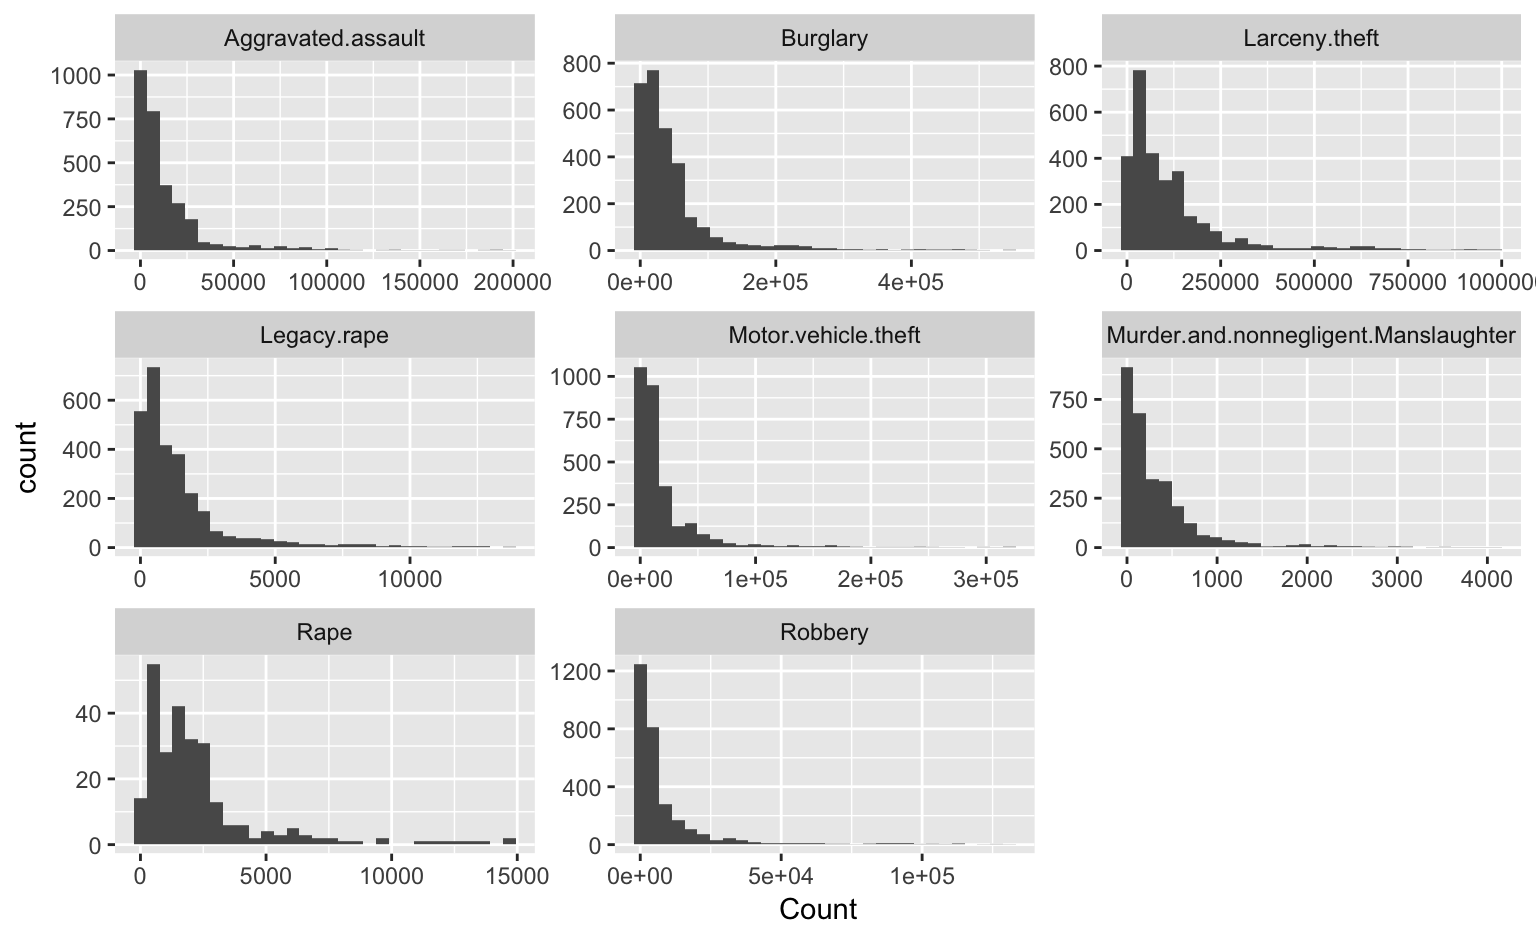 Aggravated.assault Burglary Larceny.theft
1000 800 800
750 600 600
500 400 400
250 200 200
0 0 0
0 50000 100000 150000 200000 0e+00 2e+05 4e+05 0 250000 500000 750000 1000000
Legacy.rape Motor.vehicle.theft Murder.and.nonnegligent.Manslaughter
600 1000 750
400 750 500
200 500 250
0 250 0
0
0 5000 10000 0e+00 1e+05 2e+05 3e+05 0 1000 2000 3000 4000
count
Rape Robbery
40 1200
20 800
0 400
0
0 5000 10000 15000 0e+00 5e+04 1e+05
Count